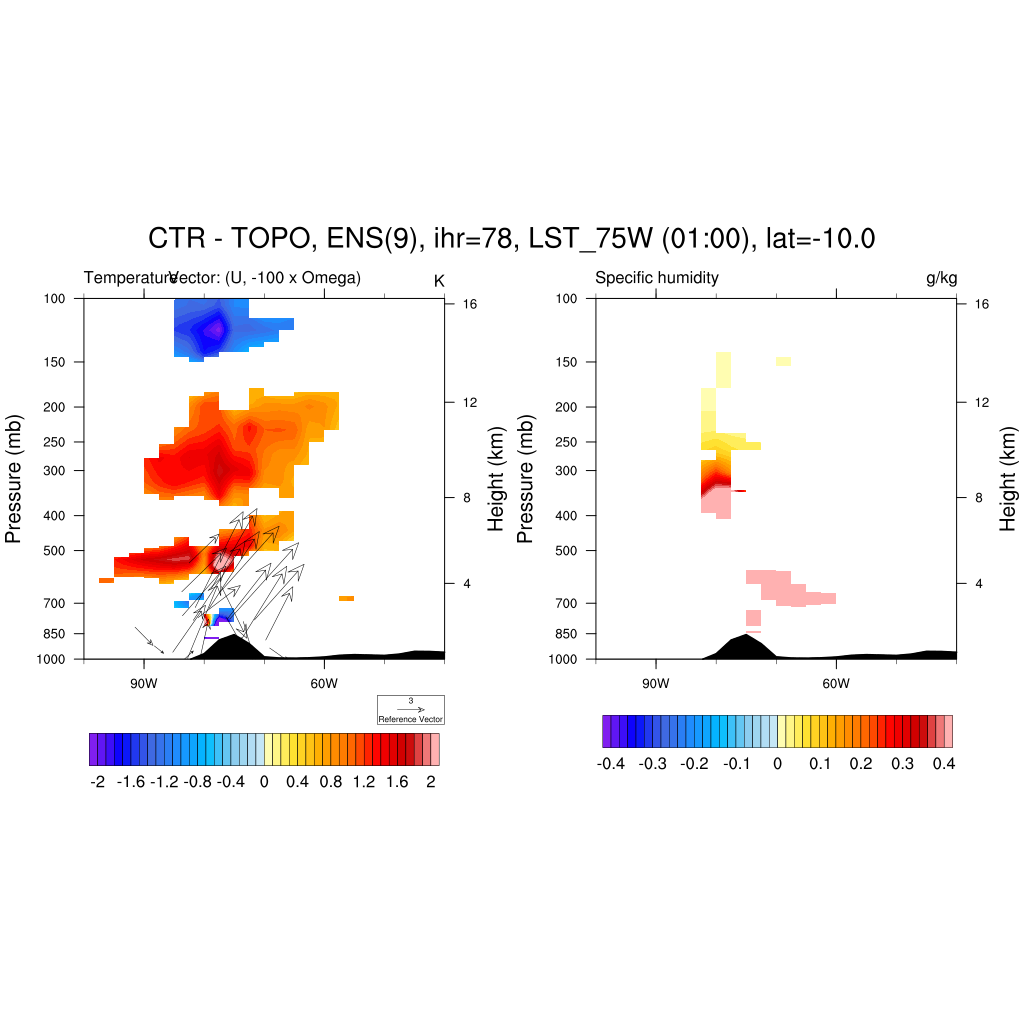 CTR - TOPO, ENS(9), ihr=78, LST_75W (01:00), lat=-10.0
Temperature Vector: (U, -100 x Omega) K
Specific humidity g/kg
100
150
200
250
300
400
500
700
850
1000
Pressure (mb)
16
12
8
4
Height (km)
90W 60W
3
Reference Vector
-2 -1.6 -1.2 -0.8 -0.4 0 0.4 0.8 1.2 1.6 2
100
150
200
250
300
400
500
700
850
1000
Pressure (mb)
16
12
8
4
Height (km)
90W 60W
-0.4 -0.3 -0.2 -0.1 0 0.1 0.2 0.3 0.4